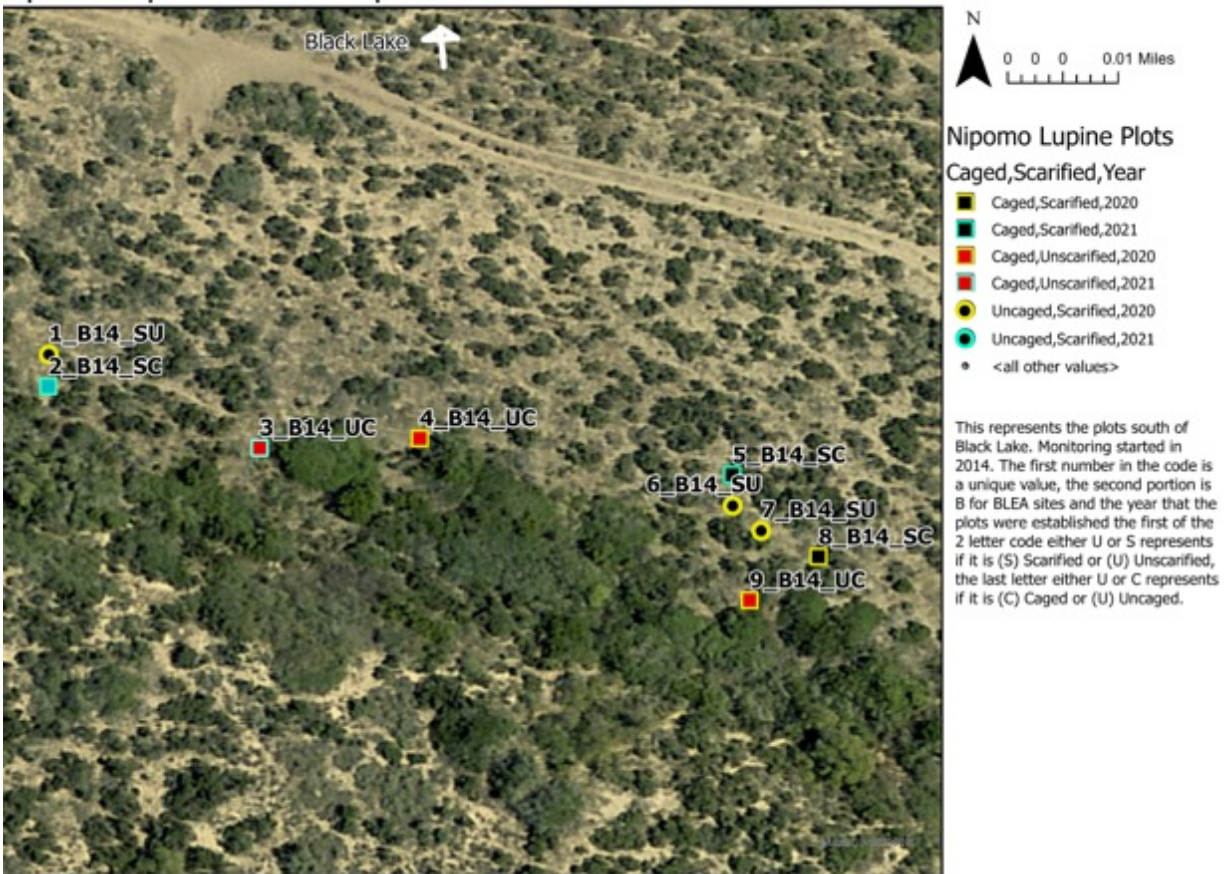 Black Lake
1_B14_SU
2_B14_SC
3_B14_UC
4_B14_UC
5_B14_SC
6_B14_SU
7_B14_SU
8_B14_SC
9_B14_UC
N
0 0 0 0.01 Miles
Nipomo Lupine Plots
Caged,Scarified,Year
Caged,Scarified,2020
Caged,Scarified,2021
Caged,Unscarified,2020
Caged,Unscarified,2021
Uncaged,Scarified,2020
Uncaged,Scarified,2021
<all other values>
This represents the plots south of
Black Lake. Monitoring started in
2014. The first number in the code is
a unique value, the second portion is
B for BLEA sites and the year that the
plots were established the first of the
2 letter code either U or S represents
if it is (S) Scarified or (U) Unscarified,
the last letter either U or C represents
if it is (C) Caged or (U) Uncaged.